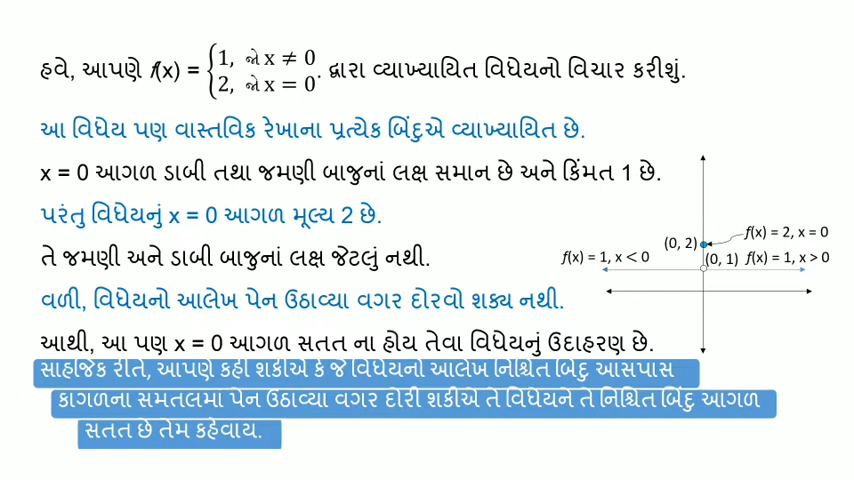 હવે, આપણે f(x) = {1, જો x ≠ 0
2, જો x = 0. દ્વારા વ્યાખ્યાયિત વિધેયનો વિચાર કરીશું.
આ વિધેય પણ વાસ્તવિક રેખાના પ્રત્યેક બિંદુએ વ્યાખ્યાયિત છે.
x = 0 આગળ ડાબી તથા જમણી બાજુનાં લક્ષ સમાન છે અને કિંમત 1 છે.
પરંતુ વિધેયનું x = 0 આગળ મૂલ્ય 2 છે.
તે જમણી અને ડાબી બાજુનાં લક્ષ જેટલું નથી.
વળી, વિધેયનો આલેખ પેન ઉઠાવ્યા વગર દોરવો શક્ય નથી.
આથી, આ પણ x = 0 આગળ સતત ના હોય તેવા વિધેયનું ઉદાહરણ છે.
સાહજિક રીતે, આપણે કહી શકીએ કે જે વિધેયનો આલેખ નિશ્ચિત બિંદુ આસપાસ
કાગળના સમતલમાં પેન ઉઠાવ્યા વગર દોરી શકીએ તે વિધેયને તે નિશ્ચિત બિંદુ આગળ
સતત છે તેમ કહેવાય.
f(x) = 2, x = 0
(0, 2)
f(x) = 1, x < 0
(0, 1) f(x) = 1, x > 0